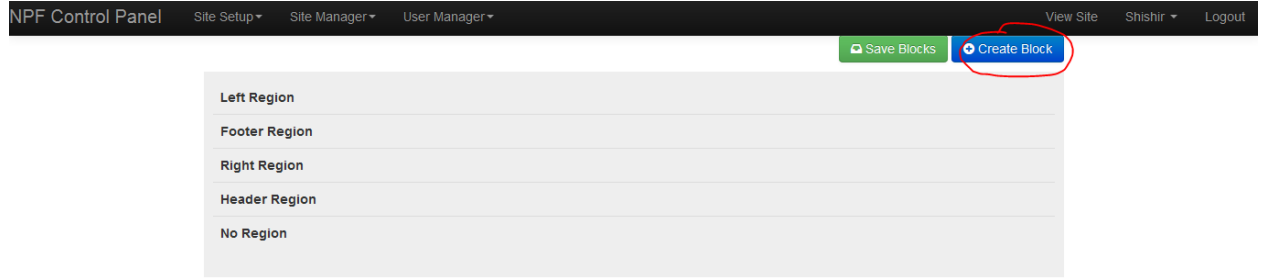 NPF Control Panel Site Setup Site Manager User Manager View Site Shishir Logout
Save Blocks Create Block
Left Region
Footer Region
Right Region
Header Region
No Region